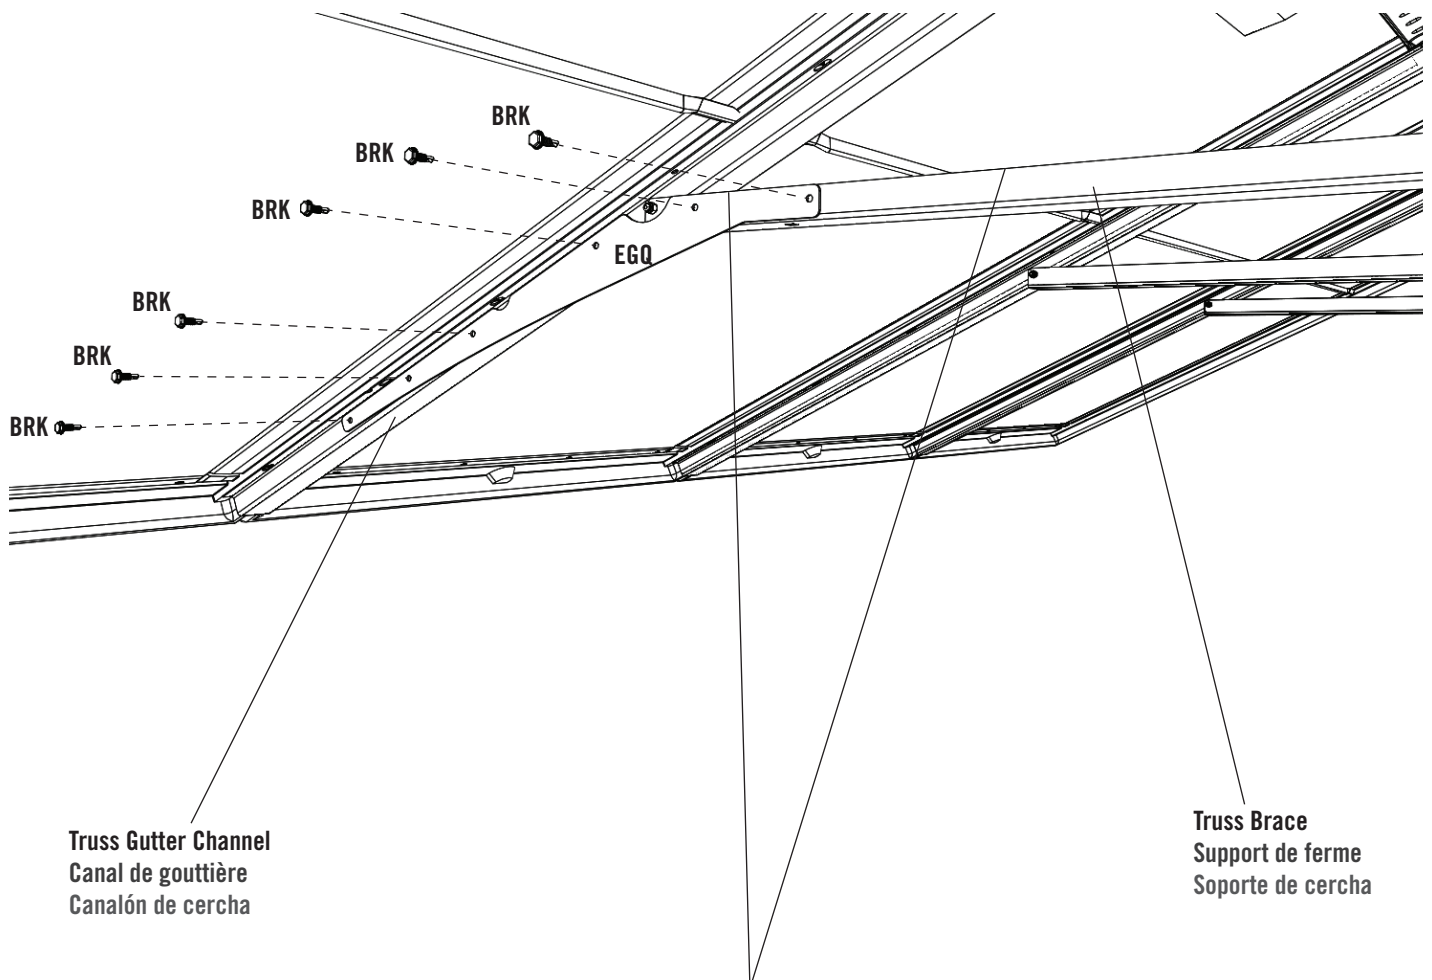 BRK
BRK
BRK
EGQ
BRK
BRK
BRK
Truss Gutter Channel
Canal de gouttière
Canalón de cercha
Truss Brace
Support de ferme
Soporte de cercha